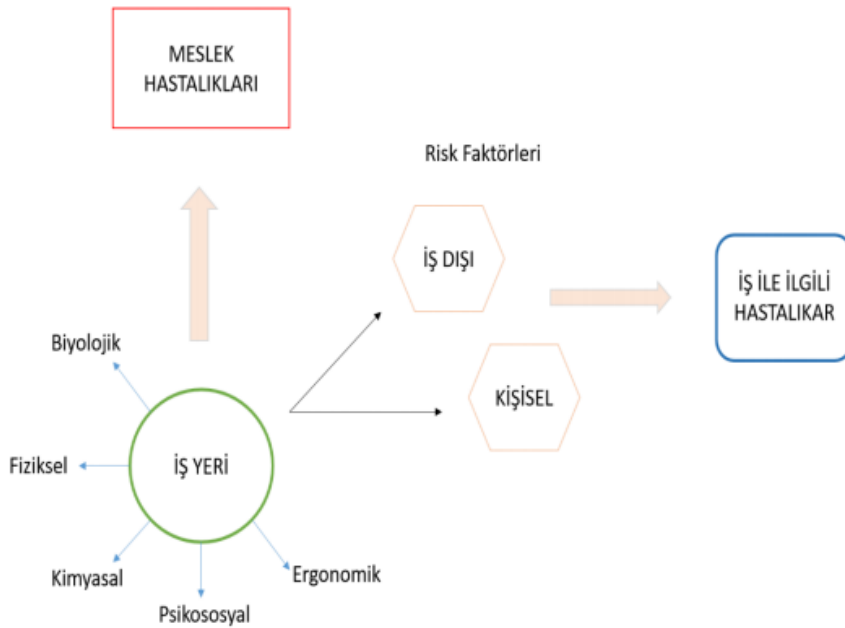 MESLEK
HASTALIKLARI
Risk Faktörleri
İŞ DIŞI
İŞ İLE İLGİLİ
HASTALIKAR
Biyolojik
KİŞİSEL
Fiziksel
İŞ YERİ
Kimyasal
Ergonomik
Psikososyal